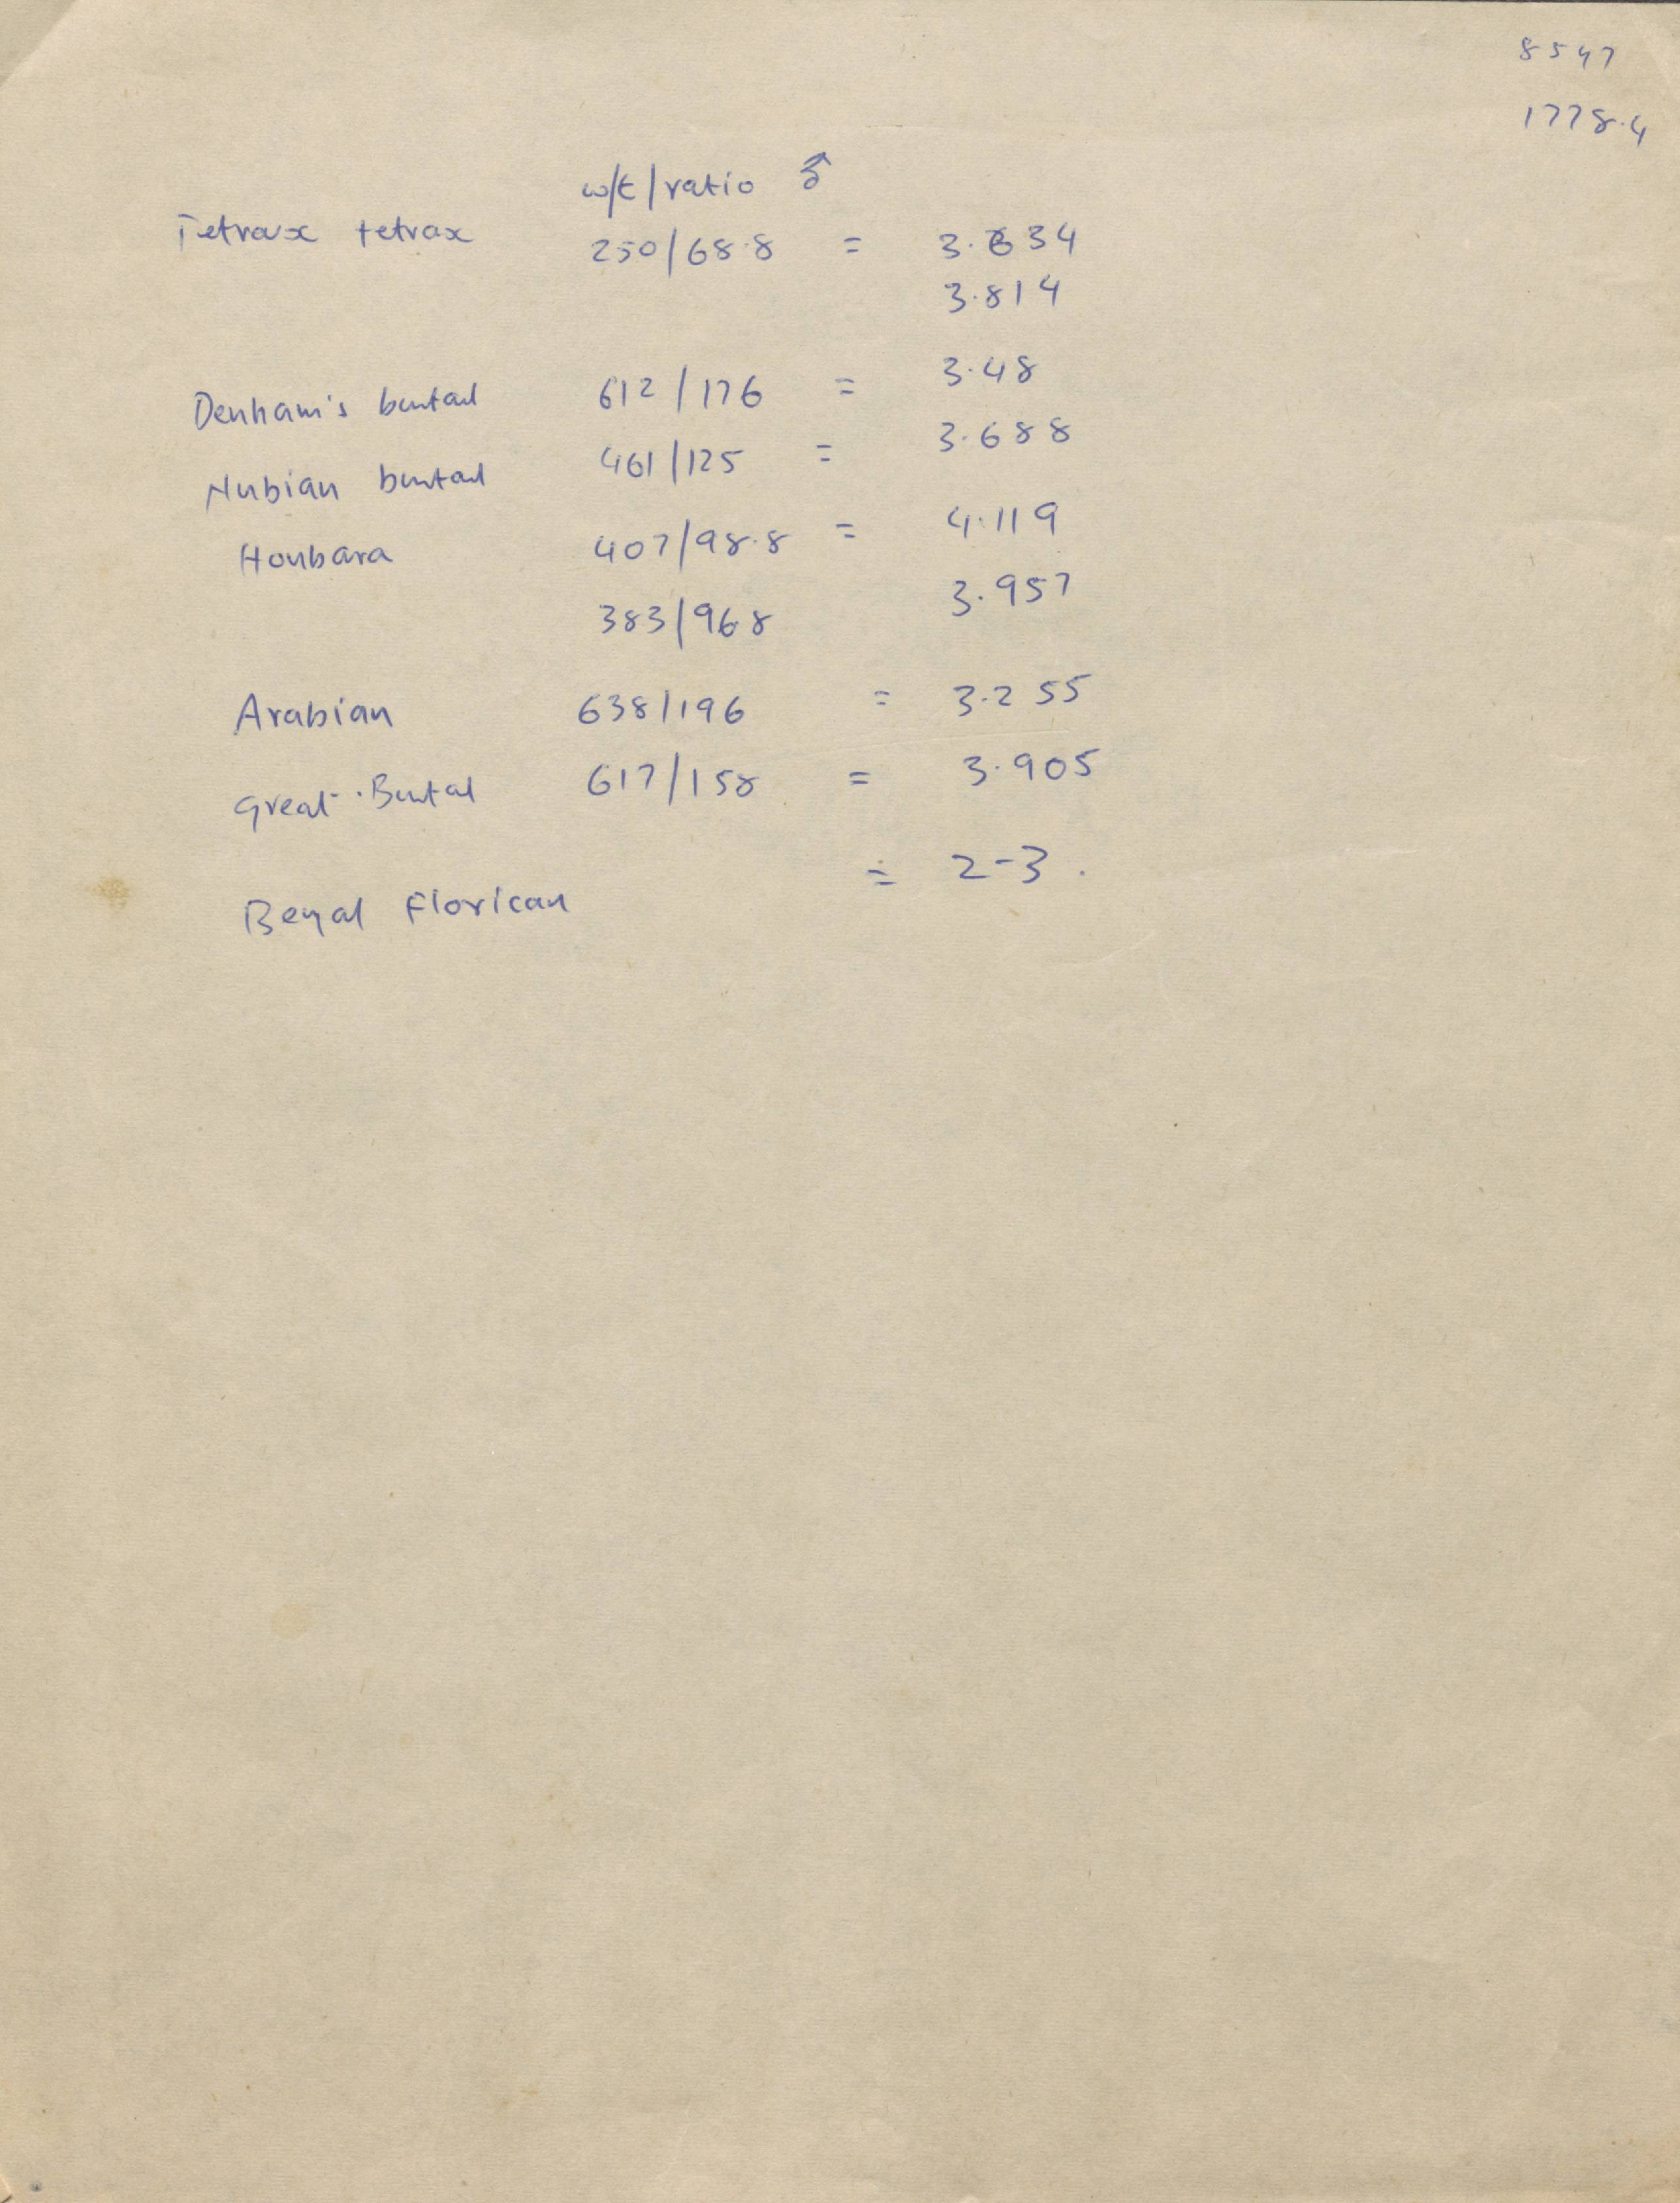 8547
1778.4
w/t/ratio ♂
Tetrax tetrax 250/68.8 = 3.634
3.814
Denham's bustard 612/176 = 3.48
Nubian bustard 461/125 = 3.688
Houbara 407/98.8 = 4.119
383/96.8 3.957
Arabian 638/196 = 3.255
Great Bustard 617/158 = 3.905
Bengal Florican = 2-3.